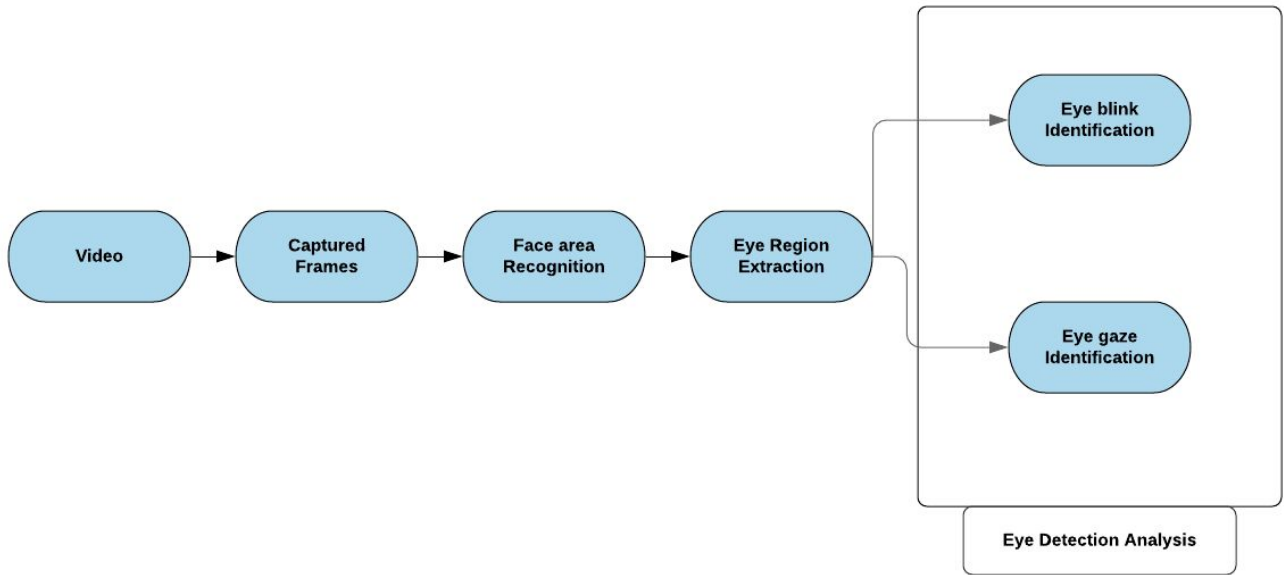 Video
Captured
Frames
Face area
Recognition
Eye Region
Extraction
Eye blink
Identification
Eye gaze
Identification
Eye Detection Analysis